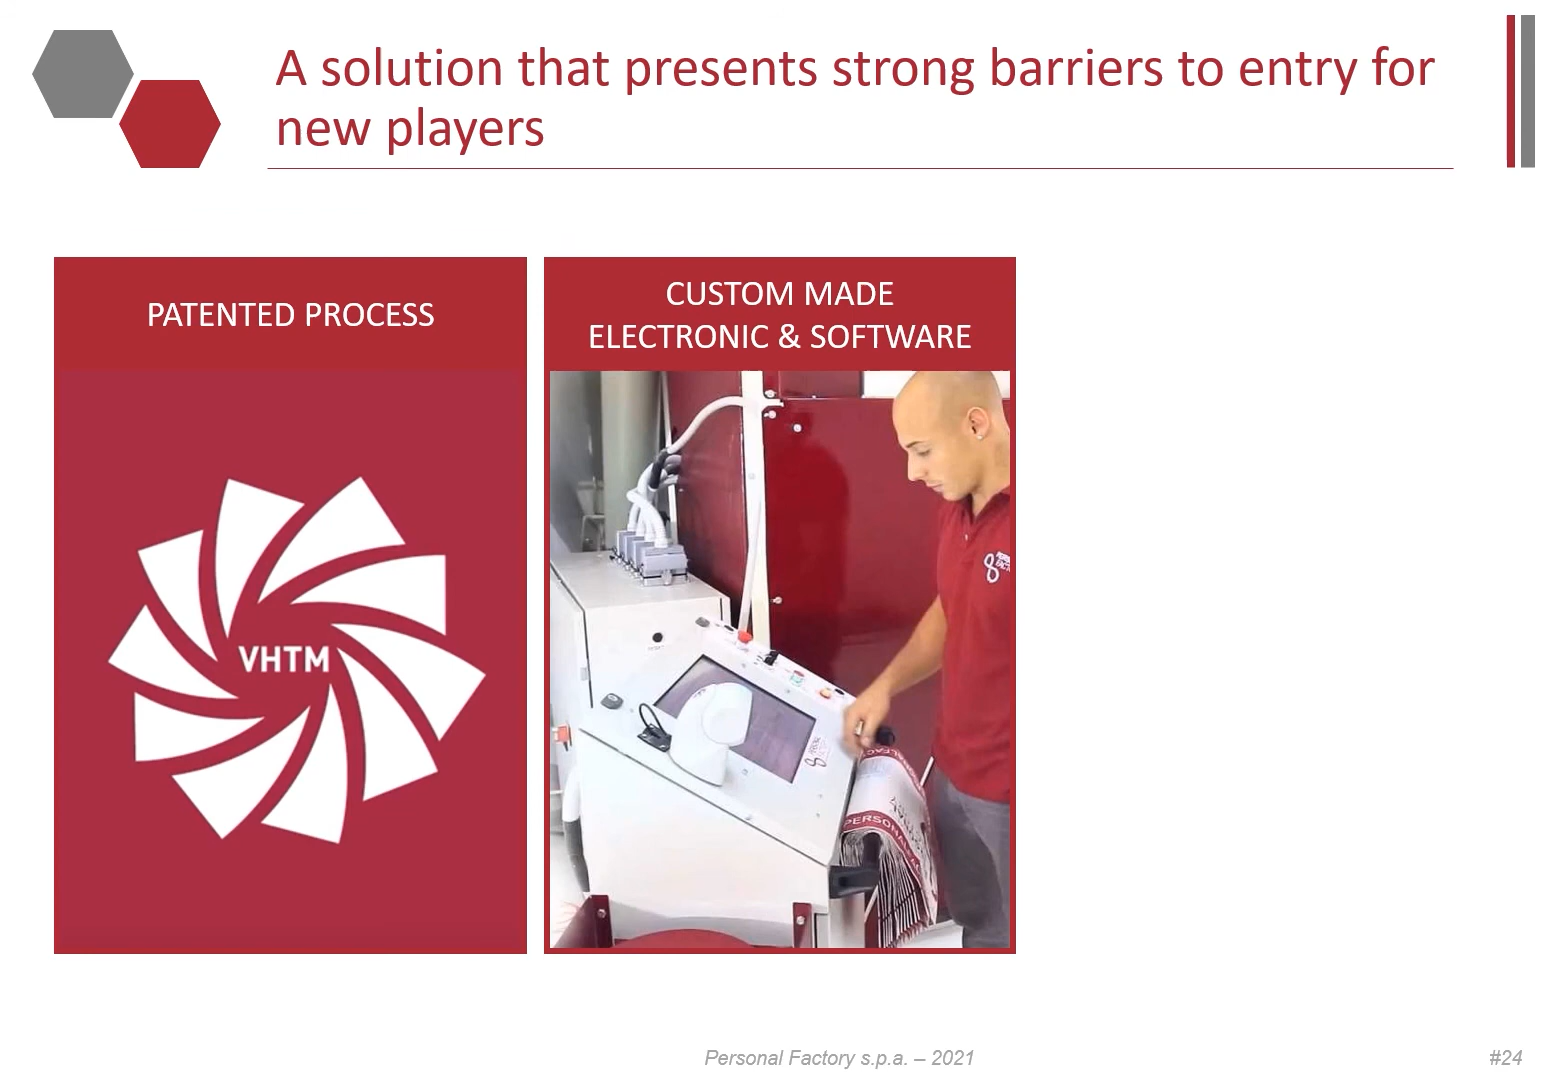 A solution that presents strong barriers to entry for
new players
PATENTED PROCESS
CUSTOM MADE
ELECTRONIC & SOFTWARE
VHTM
Personal Factory s.p.a. – 2021
#24